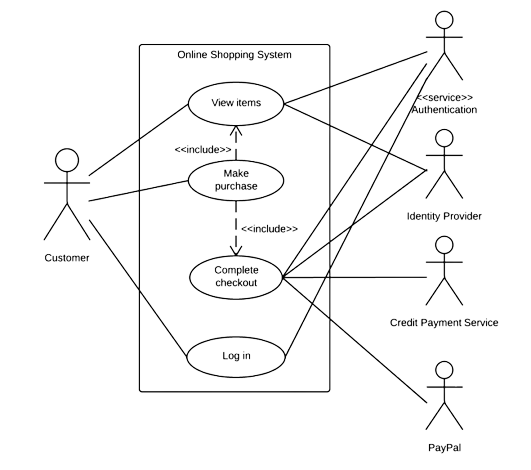 Online Shopping System
View items
<<service>>
Authentication
<<include>>
Make
purchase
Identity Provider
<<include>>
Customer
Complete
checkout
Credit Payment Service
Log in
PayPal